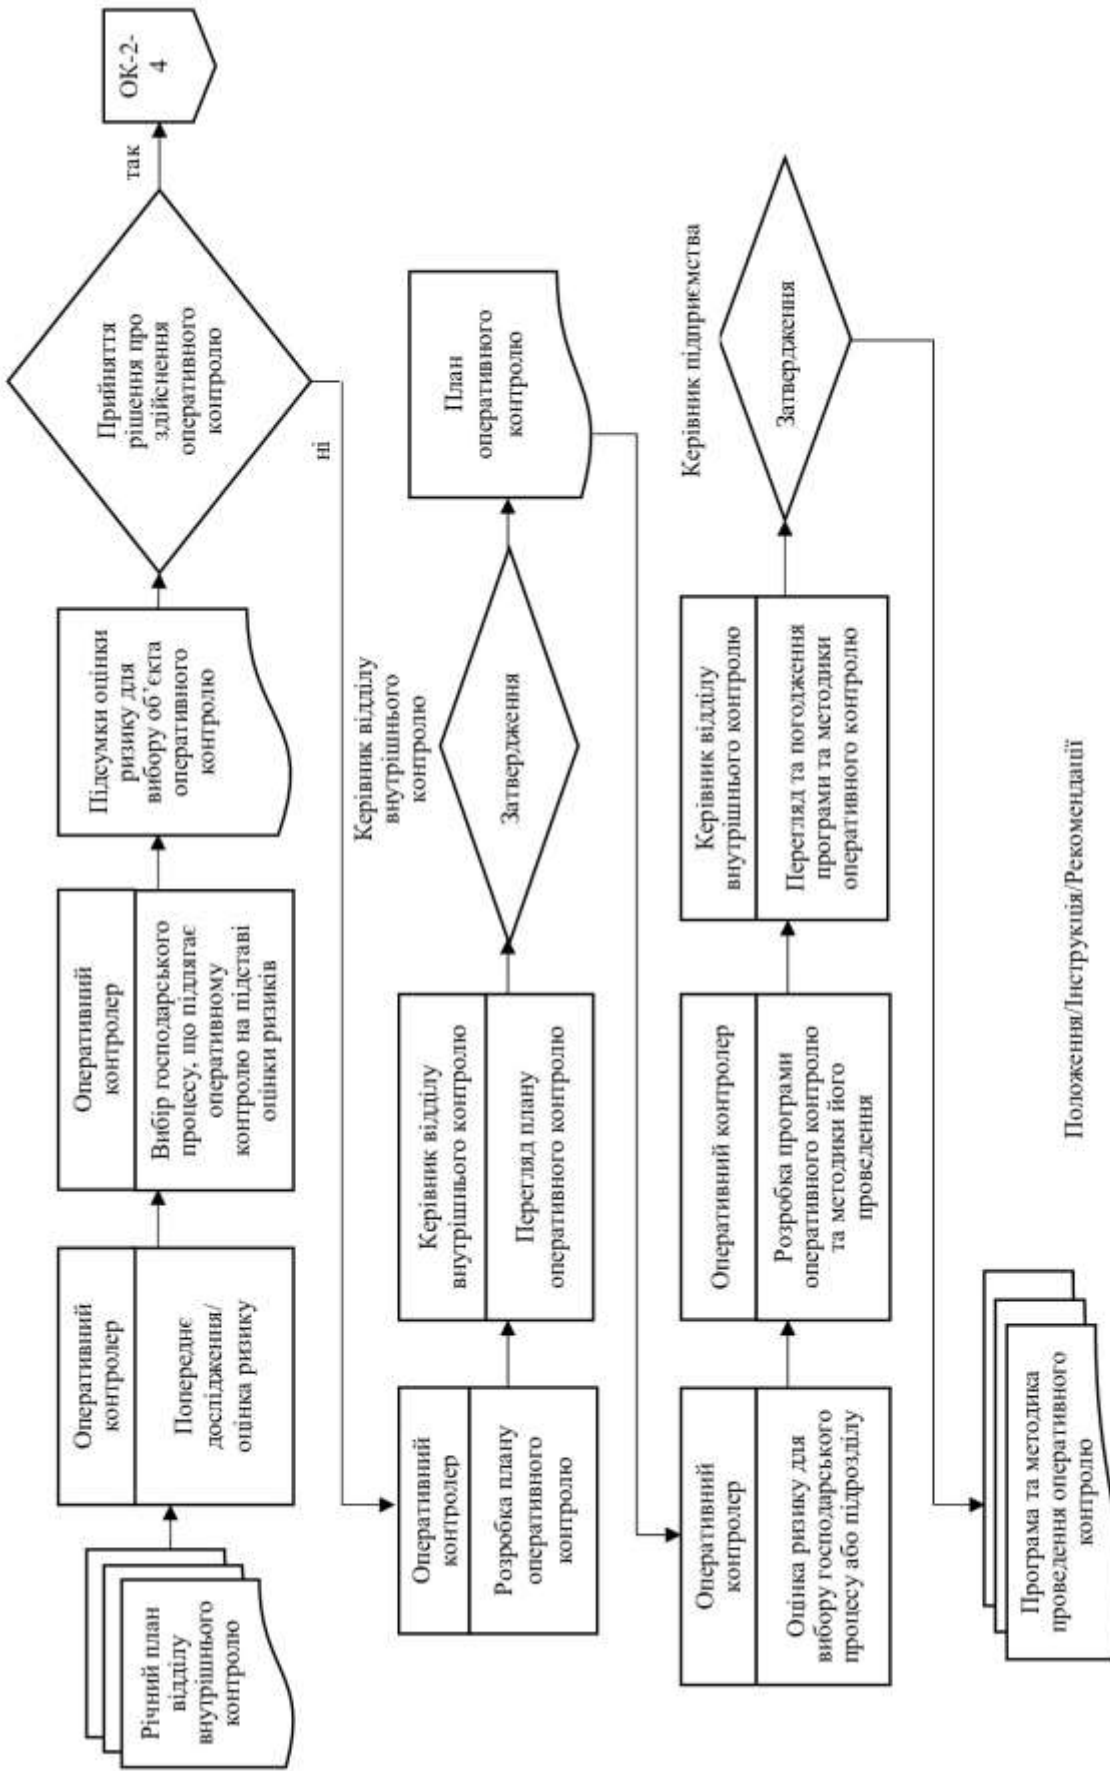 Річний план
відділу
внутрішнього
контролю
Оперативний
контролер
Попереднє
дослідження/
оцінка ризику
Оперативний
контролер
Вибір господарського
процесу, що підлягає
оперативному
контролю на підставі
оцінки ризиків
Підсумки оцінки
ризику для
вибору об’єкта
оперативного
контролю
Прийняття
рішення про
здійснення
оперативного
контролю
так
ОК-2-
4
ні
Оперативний
контролер
Розробка плану
оперативного
контролю
Керівник відділу
внутрішнього контролю
Перегляд плану
оперативного контролю
Керівник відділу
внутрішнього
контролю
Затвердження
План
оперативного
контролю
Оперативний
контролер
Оцінка ризику для
вибору господарського
процесу або підрозділу
Оперативний контролер
Розробка програми
оперативного контролю
та методики його
проведення
Керівник відділу
внутрішнього контролю
Перегляд та погодження
програми та методики
оперативного контролю
Керівник підприємства
Затвердження
Програма та методика
проведення оперативного
контролю
Положення/Інструкція/Рекомендації